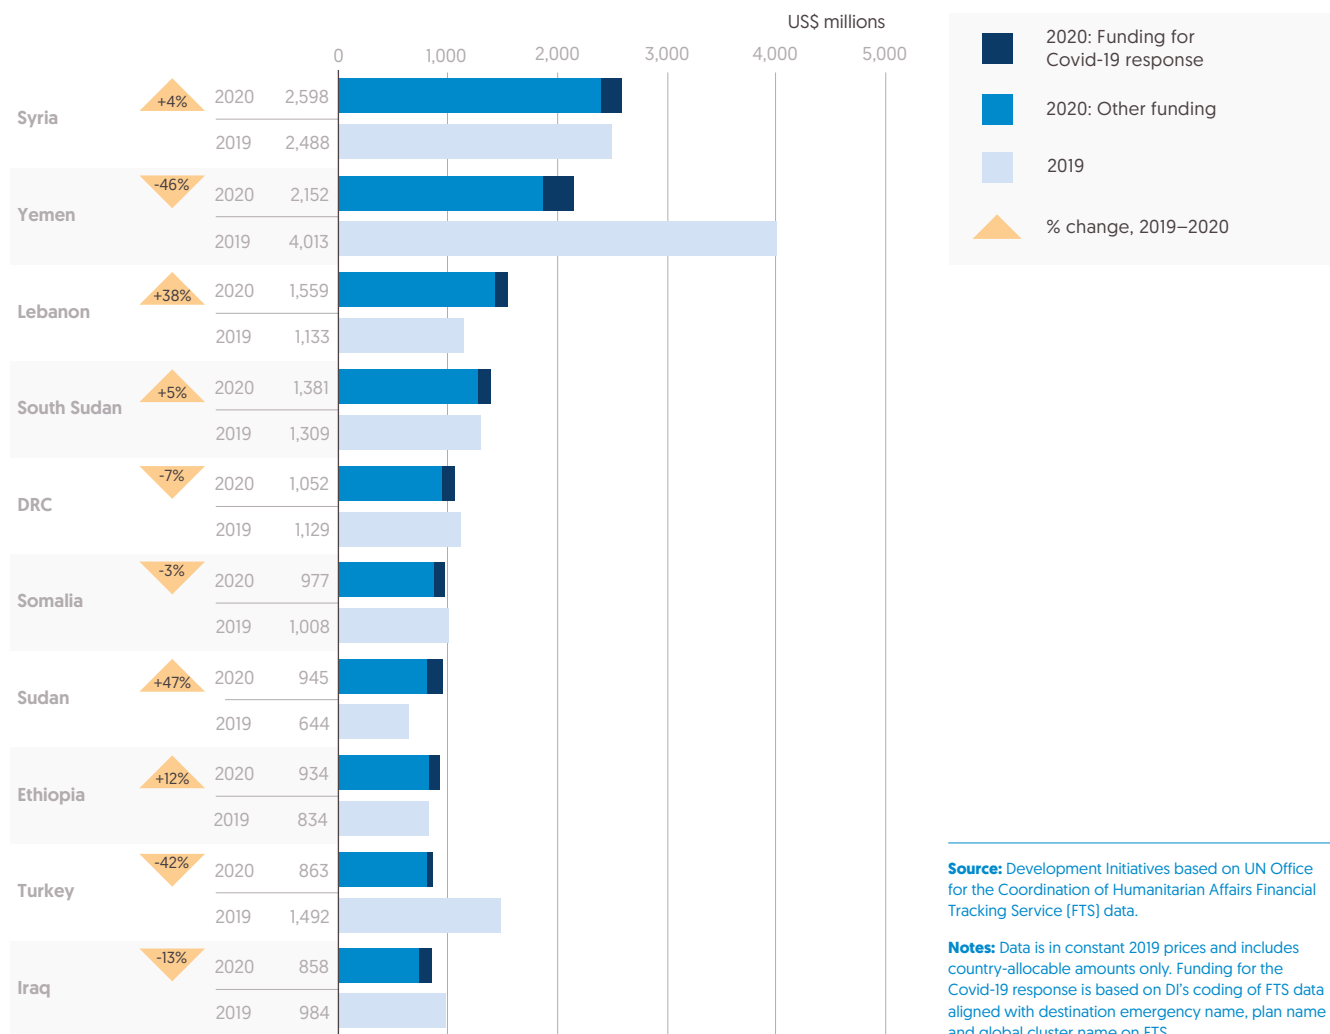 US$ millions
0 1,000 2,000 3,000 4,000 5,000
Syria +4% 2020 2,598
2019 2,488
Yemen -46% 2020 2,152
2019 4,013
Lebanon +38% 2020 1,559
2019 1,133
South Sudan +5% 2020 1,381
2019 1,309
DRC -7% 2020 1,052
2019 1,129
Somalia -3% 2020 977
2019 1,008
Sudan +47% 2020 945
2019 644
Ethiopia +12% 2020 934
2019 834
Turkey -42% 2020 863
2019 1,492
Iraq -13% 2020 858
2019 984
2020: Funding for
Covid-19 response
2020: Other funding
2019
% change, 2019–2020
Source: Development Initiatives based on UN Office
for the Coordination of Humanitarian Affairs Financial
Tracking Service (FTS) data.
Notes: Data is in constant 2019 prices and includes
country-allocable amounts only. Funding for the
Covid-19 response is based on DI's coding of FTS data
aligned with destination emergency name, plan name
and global cluster name on FTS.